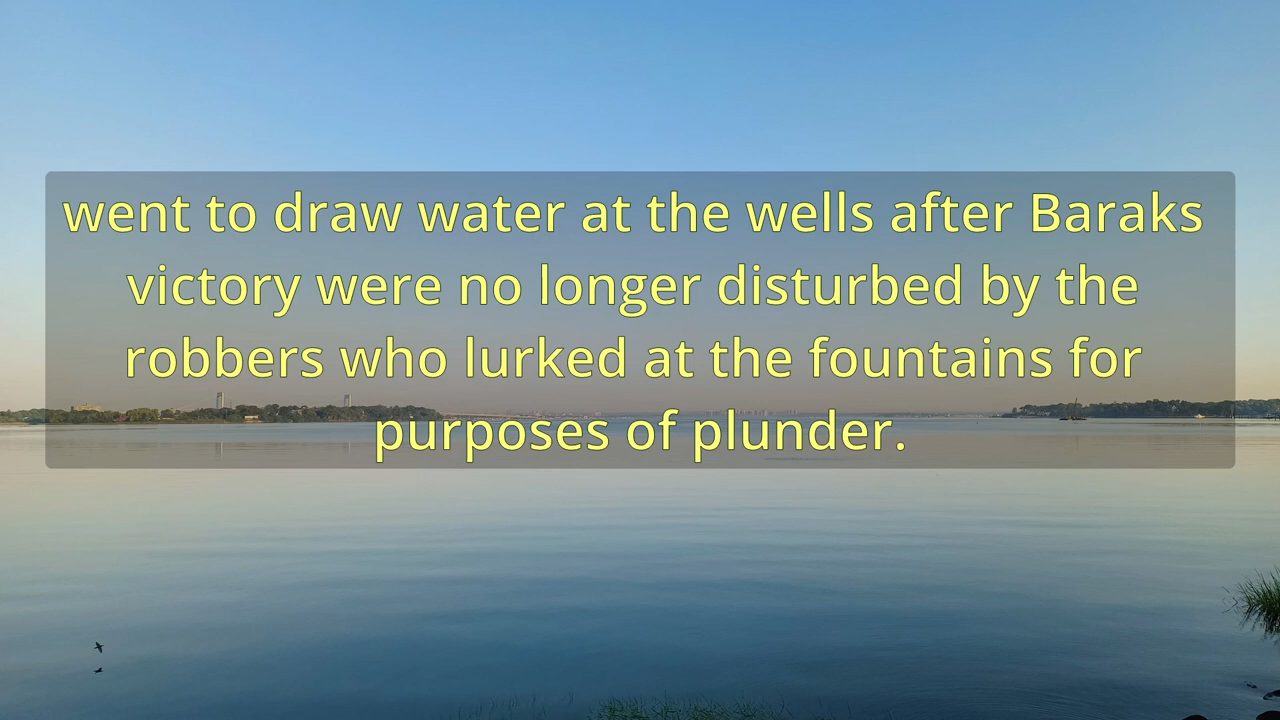 went to draw water at the wells after Baraks
victory were no longer disturbed by the
robbers who lurked at the fountains for
purposes of plunder.